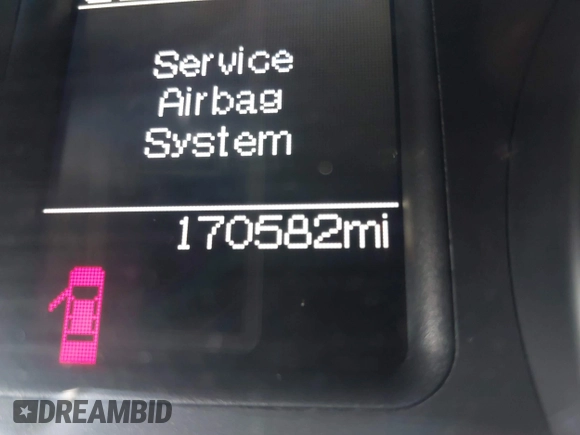 Service
Airbag
System
170582mi
DREAMBID